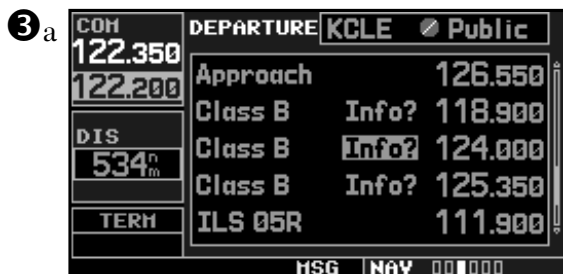 ❸a
COM
122.350
122.200
DIS
534nm
TERM
DEPARTURE KCLE Public
Approach 126.550
Class B Info? 118.900
Class B Info? 124.000
Class B Info? 125.350
ILS 05R 111.900
MSG NAV